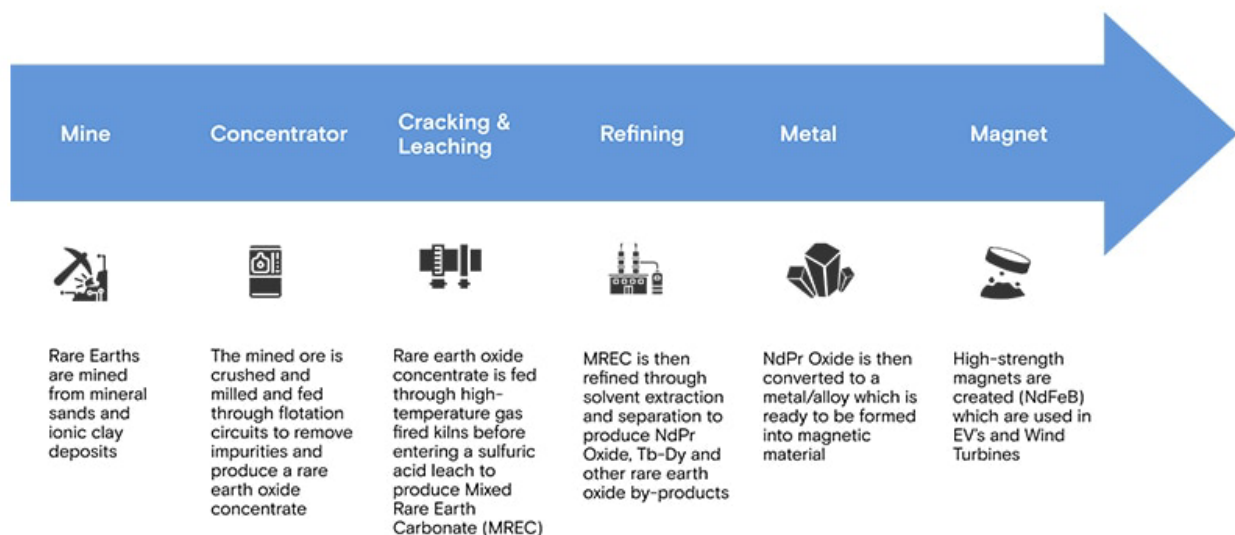 Mine
Concentrator
Cracking &
Leaching
Refining
Metal
Magnet
Rare Earths
are mined
from mineral
sands and
ionic clay
deposits
The mined ore is
crushed and
milled and fed
through flotation
circuits to remove
impurities and
produce a rare
earth oxide
concentrate
Rare earth oxide
concentrate is fed
through high-
temperature gas
fired kilns before
entering a sulfuric
acid leach to
produce Mixed
Rare Earth
Carbonate (MREC)
MREC is then
refined through
solvent extraction
and separation to
produce NdPr
Oxide, Tb-Dy and
other rare earth
oxide by-products
NdPr Oxide is then
converted to a
metal/alloy which is
ready to be formed
into magnetic
material
High-strength
magnets are
created (NdFeB)
which are used in
EV's and Wind
Turbines